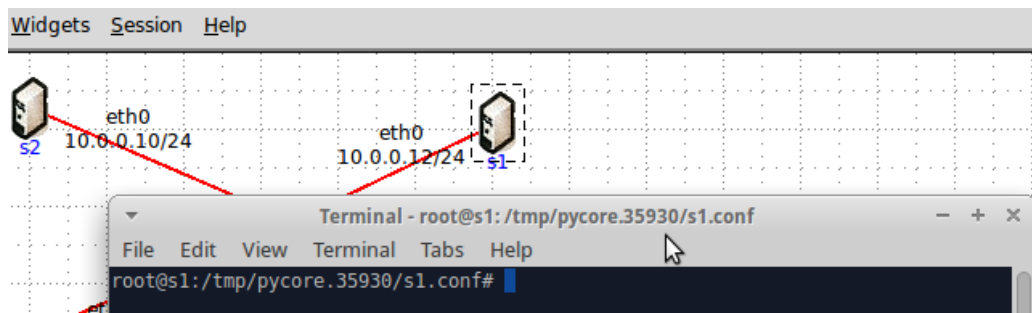 Widgets Session Help
eth0
10.0.0.10/24
s2
eth0
10.0.0.12/24
s1
Terminal - root@s1: /tmp/pycore.35930/s1.conf
File Edit View Terminal Tabs Help
root@s1:/tmp/pycore.35930/s1.conf#